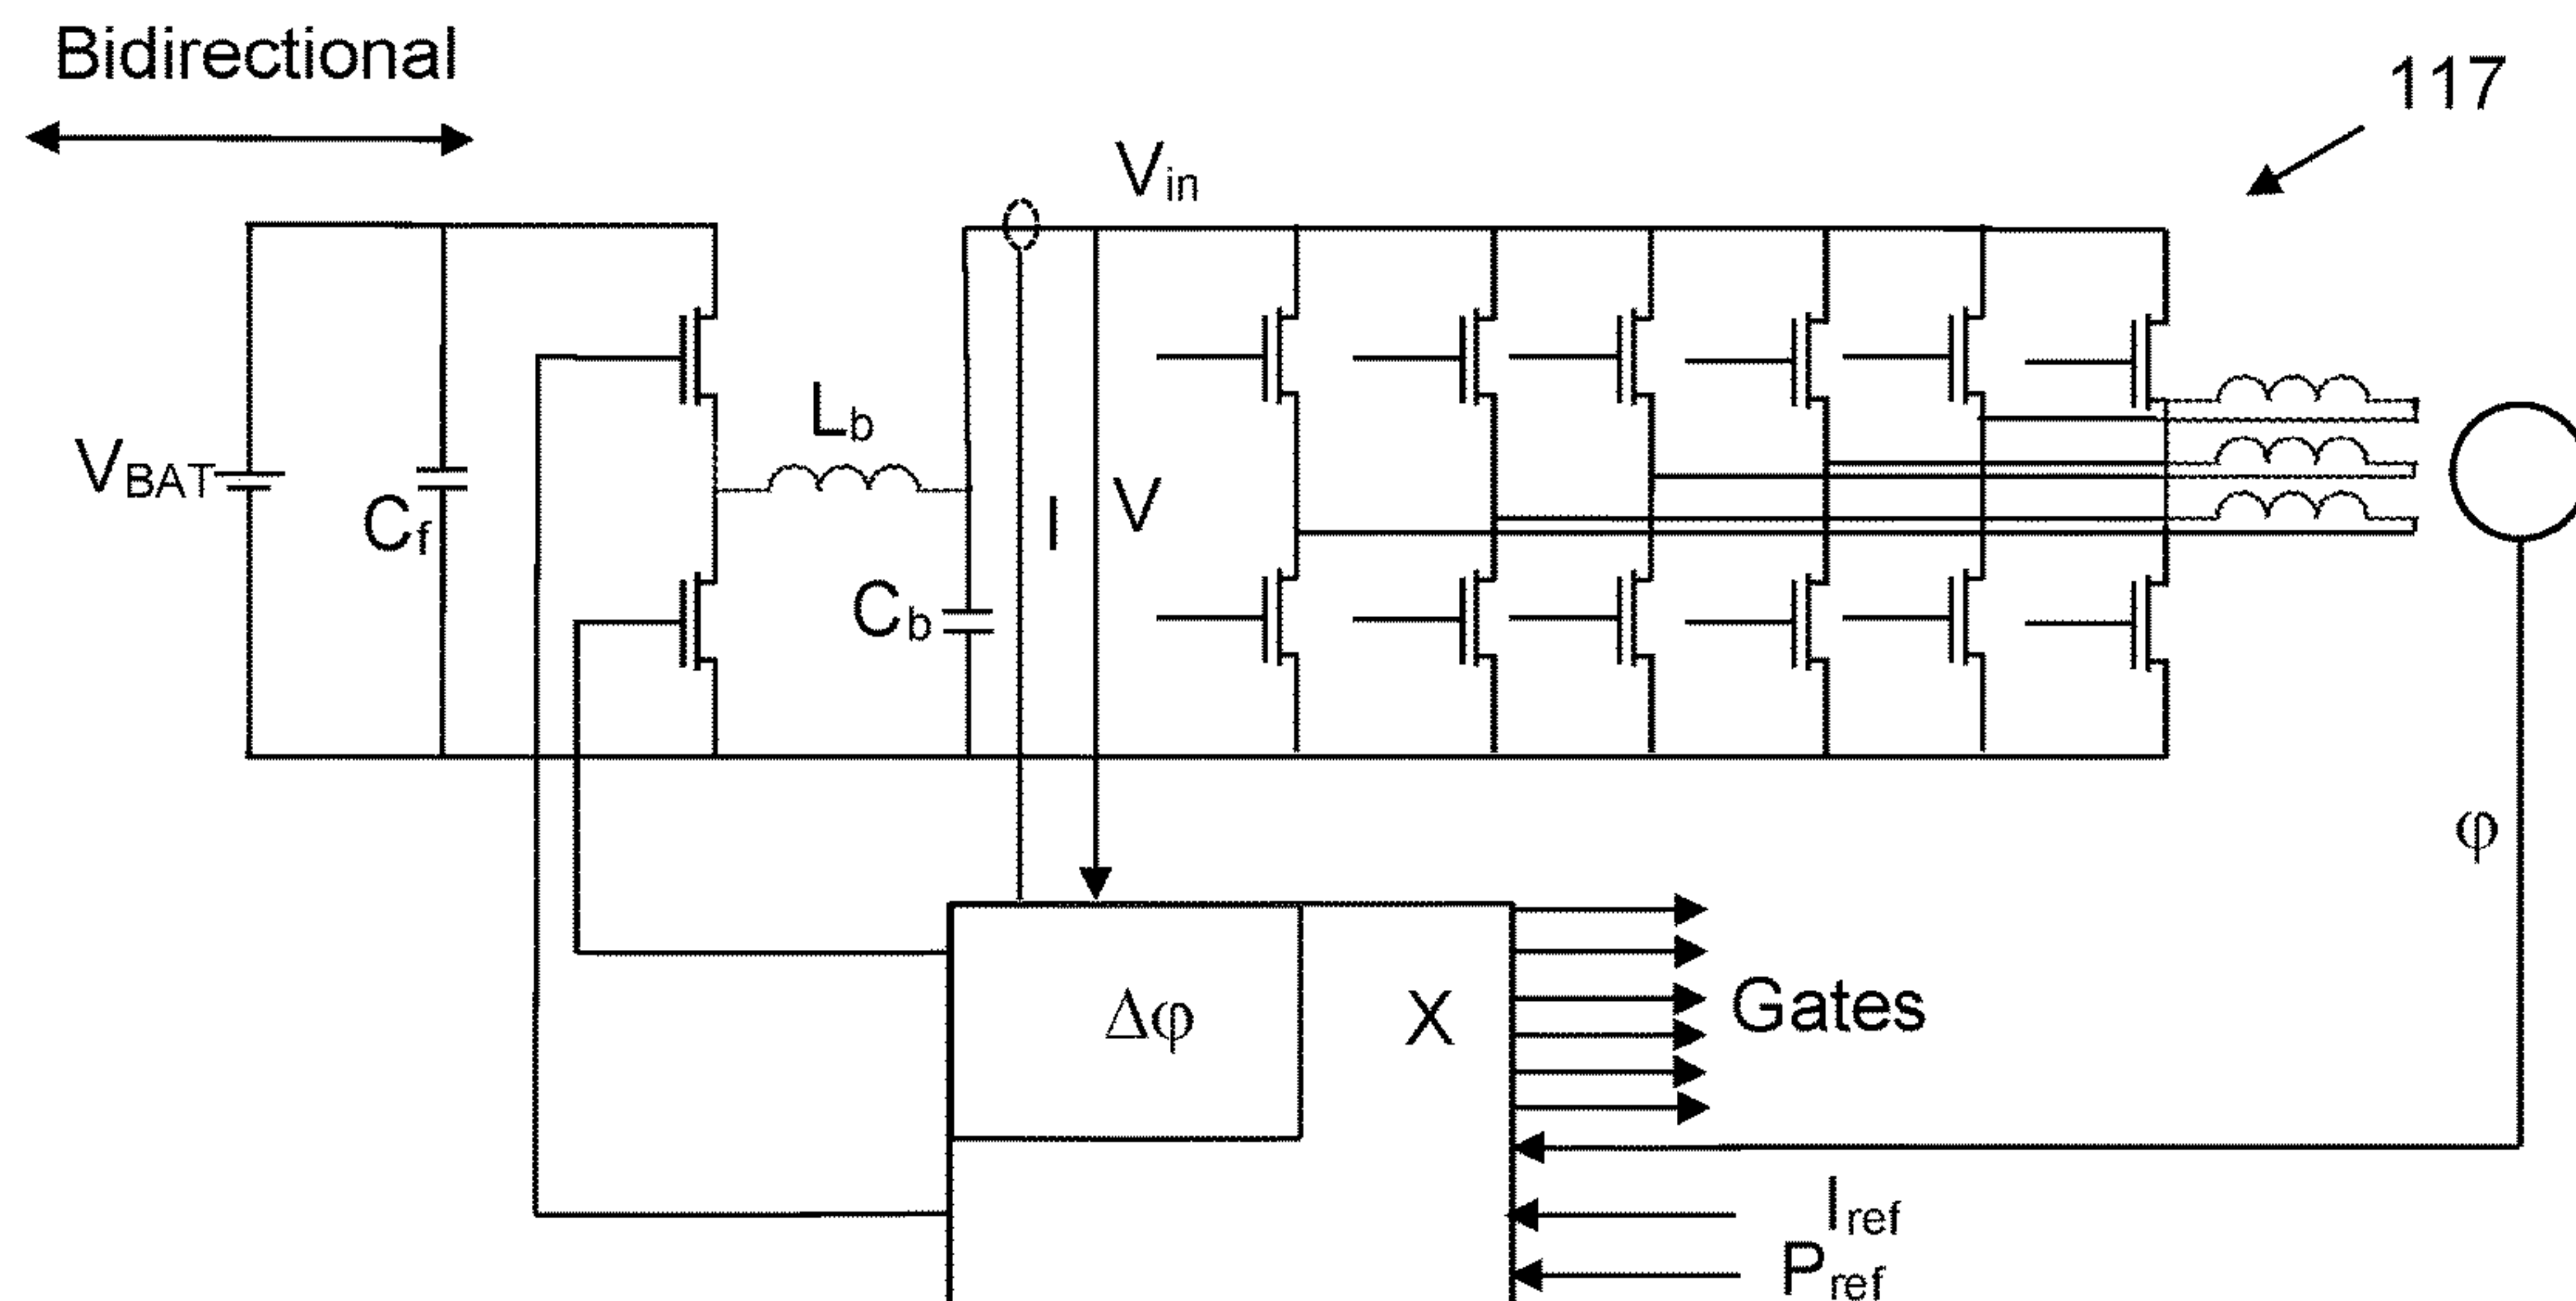 Bidirectional
117
Vin
Lb
VBAT
Cf
I
V
Cb
φ
Δφ
X
Gates
Iref
Pref